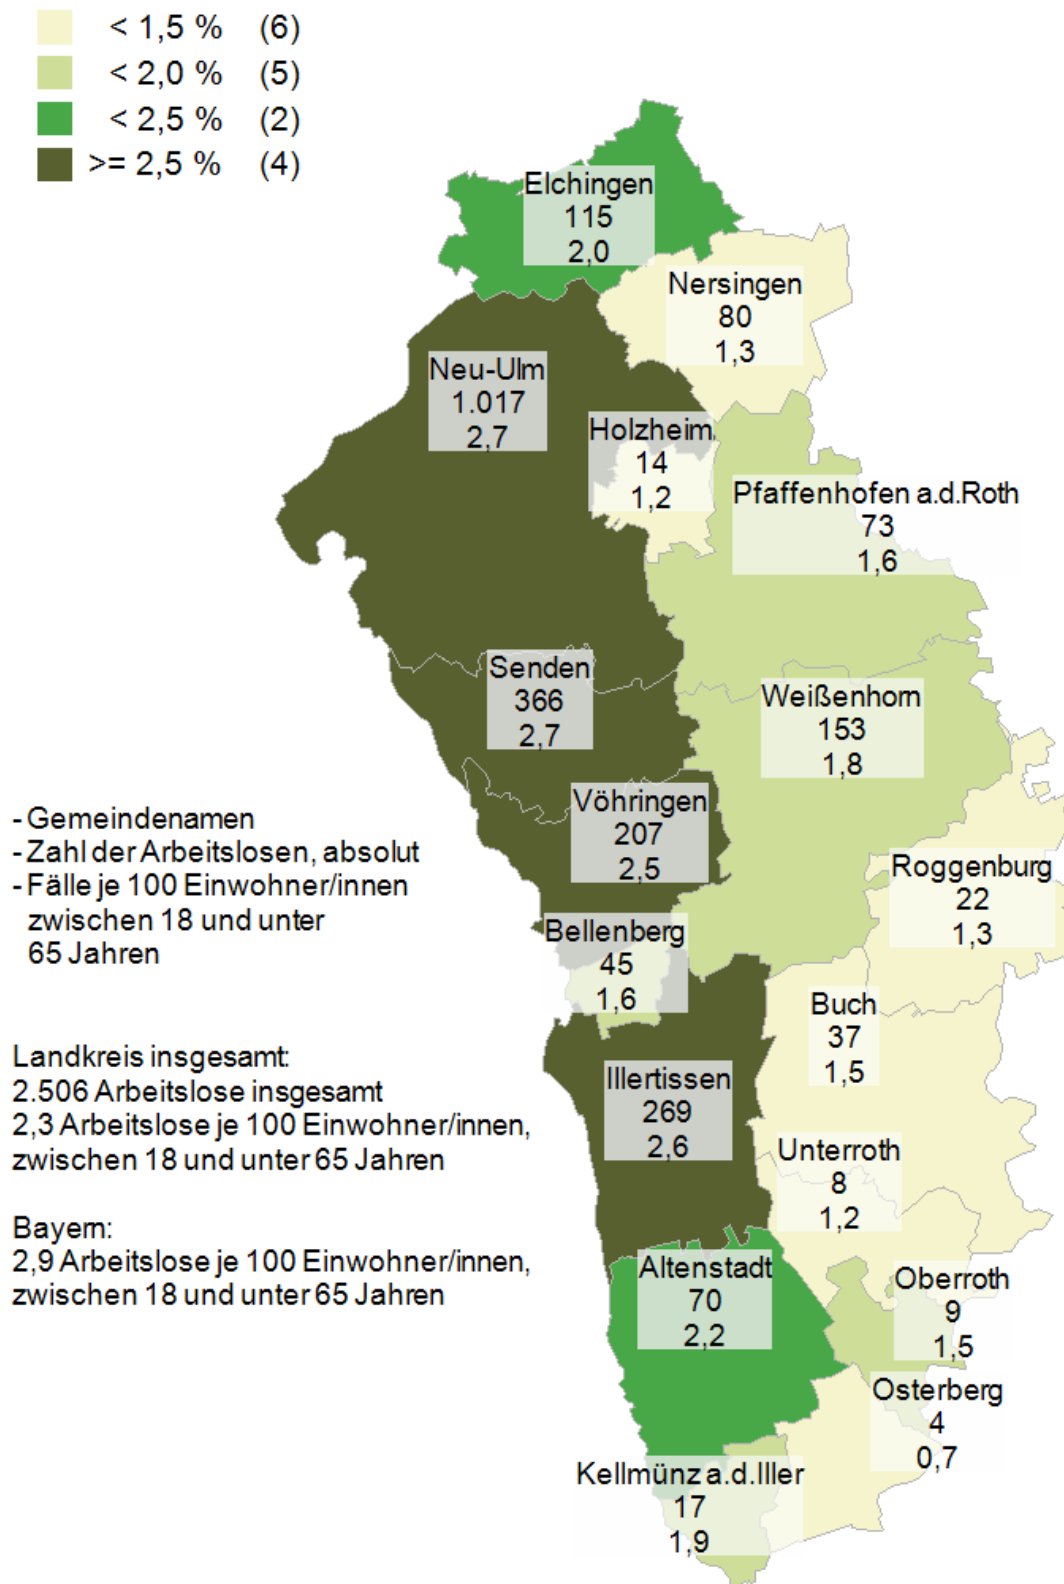 < 1,5 % (6)
< 2,0 % (5)
< 2,5 % (2)
>= 2,5 % (4)
Elchingen
115
2,0
Nersingen
80
1,3
Neu-Ulm
1.017
2,7
Holzheim
14
1,2
Pfaffenhofen a.d.Roth
73
1,6
Senden
366
2,7
Weißenhorn
153
1,8
Vöhringen
207
2,5
- Gemeindenamen
- Zahl der Arbeitslosen, absolut
- Fälle je 100 Einwohner/innen
zwischen 18 und unter
65 Jahren
Roggenburg
22
1,3
Bellenberg
45
1,6
Buch
37
1,5
Landkreis insgesamt:
2.506 Arbeitslose insgesamt
2,3 Arbeitslose je 100 Einwohner/innen,
zwischen 18 und unter 65 Jahren
Illertissen
269
2,6
Unterroth
8
1,2
Bayern:
2,9 Arbeitslose je 100 Einwohner/innen,
zwischen 18 und unter 65 Jahren
Altenstadt
70
2,2
Oberroth
9
1,5
Osterberg
4
0,7
Kellmünz a.d.Iller
17
1,9